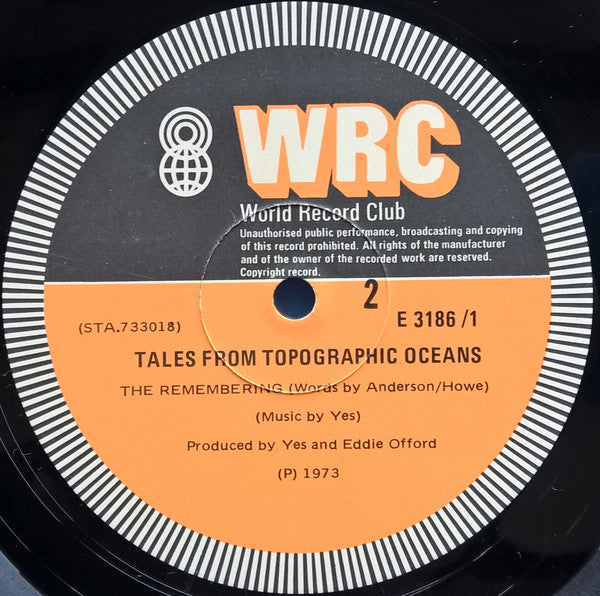 WRC
World Record Club
Unauthorised public performance, broadcasting and copying
of this record prohibited. All rights of the manufacturer
and of the owner of the recorded work are reserved.
Copyright record.
2
(STA.733018)
E 3186 /1
TALES FROM TOPOGRAPHIC OCEANS
THE REMEMBERING (Words by Anderson/Howe)
(Music by Yes)
Produced by Yes and Eddie Offord
(P) 1973